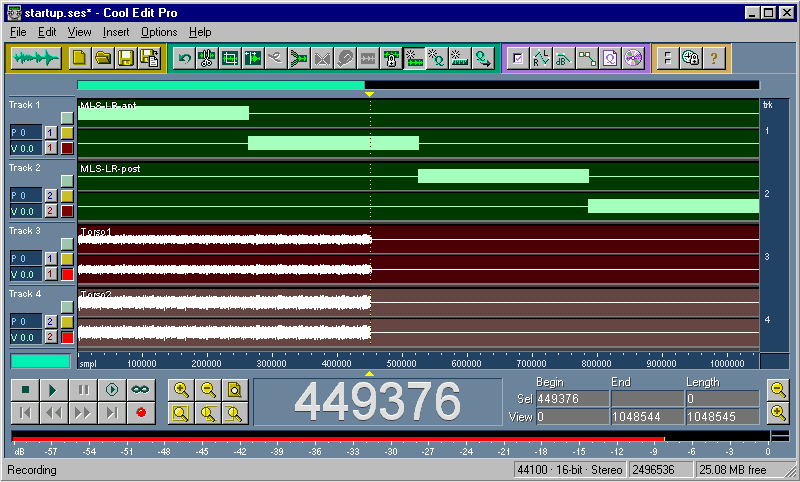 startup.ses* - Cool Edit Pro
File Edit View Insert Options Help
Track 1
MLS-LR-ant
trk
P 0 1
1
V 0.0 1
Track 2
MLS-LR-post
P 0 2
2
V 0.0 2
Track 3
Torso1
P 0 1
3
V 0.0 1
Track 4
Torso2
P 0 2
4
V 0.0 2
smpl 100000 200000 300000 400000 500000 600000 700000 800000 900000 1000000
449376
Begin End Length
Sel 449376 0
View 0 1048544 1048545
dB -57 -54 -51 -48 -45 -42 -39 -36 -33 -30 -27 -24 -21 -18 -15 -12 -9 -6 -3 0
Recording
44100 · 16-bit · Stereo 2496536 25.08 MB free